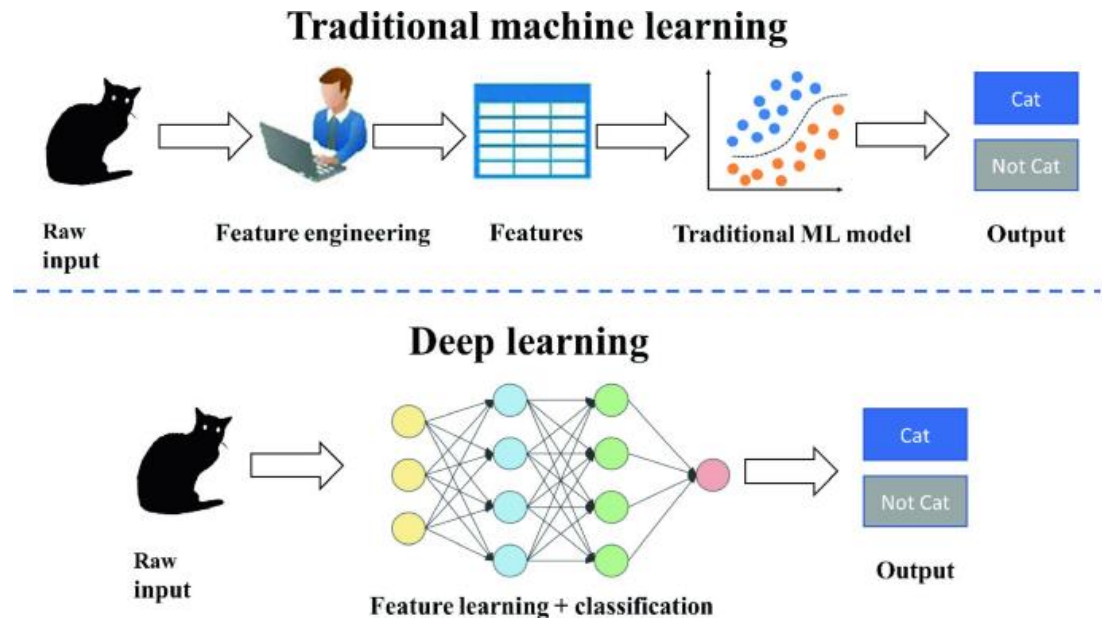 Traditional machine learning
Cat
Not Cat
Raw
input
Feature engineering
Features
Traditional ML model
Output
Deep learning
Cat
Not Cat
Raw
input
Feature learning + classification
Output